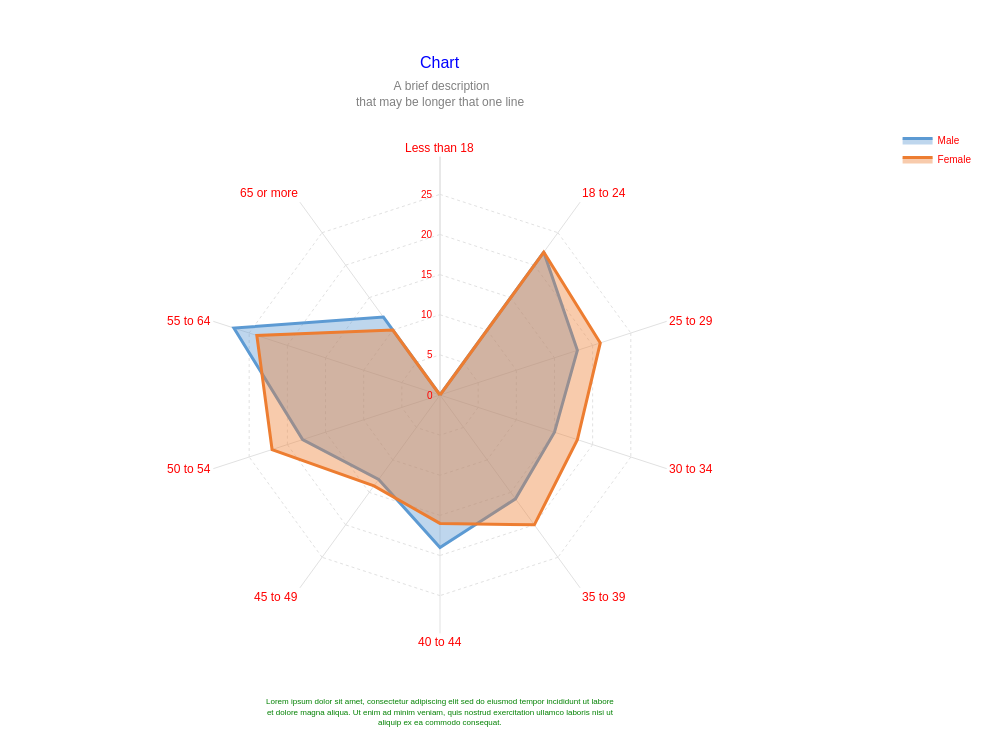 Chart
A brief description
that may be longer that one line
Less than 18
Male
Female
65 or more
18 to 24
25
20
15
10
5
0
55 to 64
25 to 29
50 to 54
30 to 34
45 to 49
35 to 39
40 to 44
Lorem ipsum dolor sit amet, consectetur adipiscing elit sed do eiusmod tempor incididunt ut labore
et dolore magna aliqua. Ut enim ad minim veniam, quis nostrud exercitation ullamco laboris nisi ut
aliquip ex ea commodo consequat.